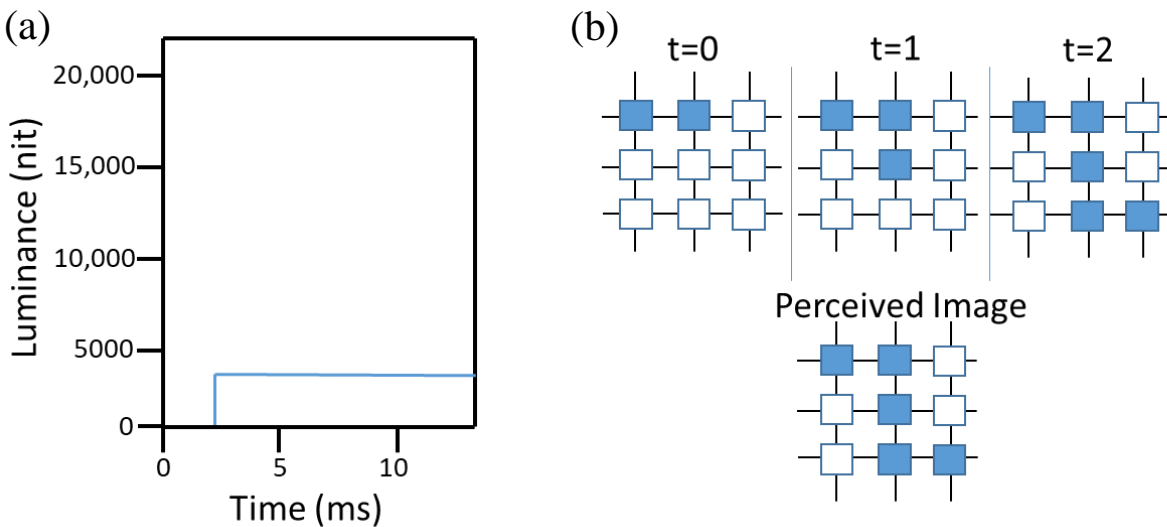 (a)
20,000
15,000
10,000
5000
0
Luminance (nit)
0 5 10
Time (ms)
(b)
t=0 t=1 t=2
Perceived Image